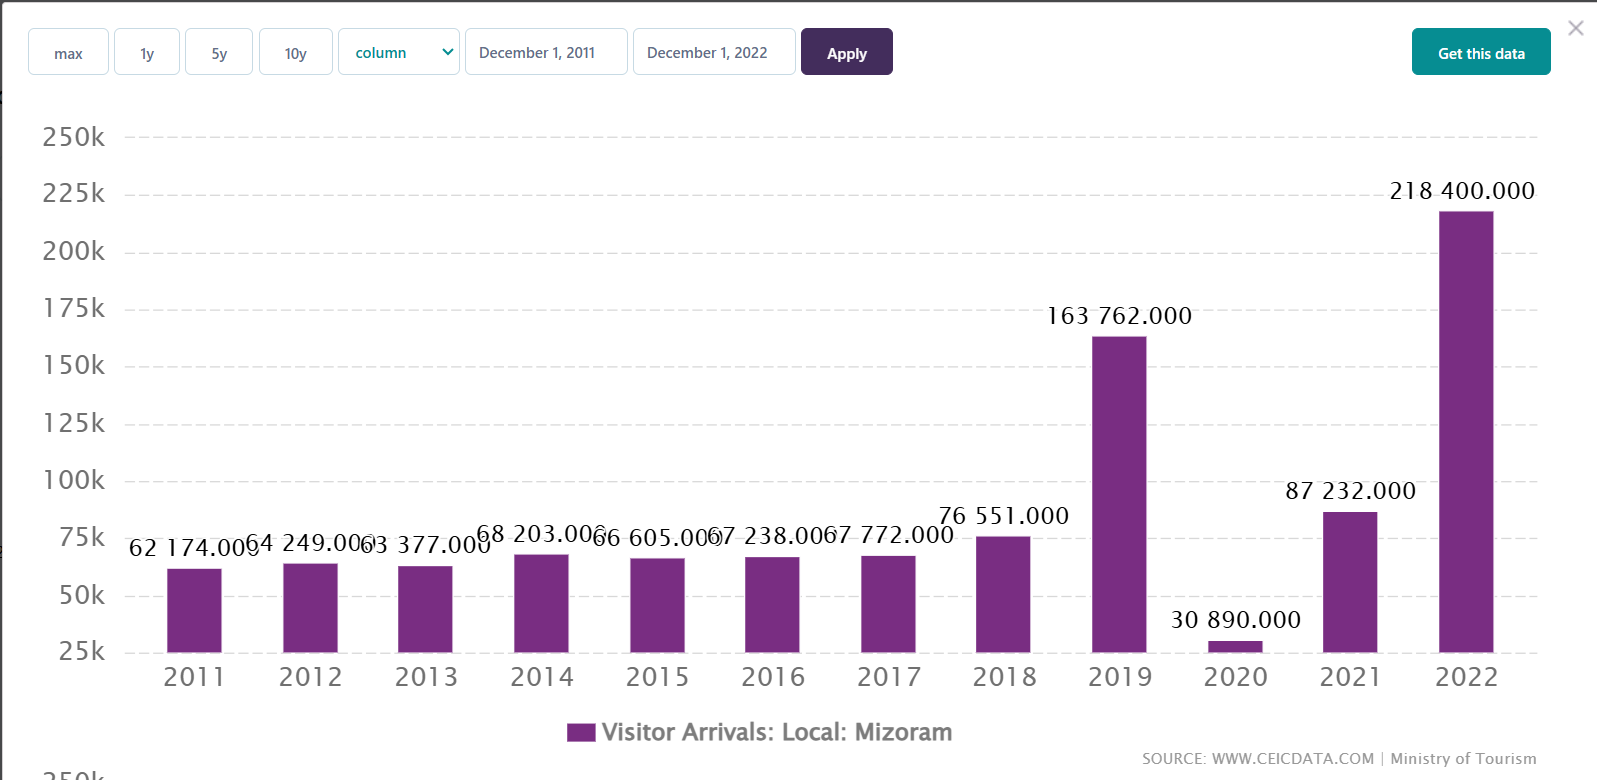 max 1y 5y 10y column December 1, 2011 December 1, 2022 Apply Get this data
250k
225k
218 400.000
200k
175k
163 762.000
150k
125k
100k
87 232.000
76 551.000
75k
62 174.000 64 249.000 63 377.000 68 203.000 66 605.000 67 238.000 67 772.000
50k
30 890.000
25k
2011 2012 2013 2014 2015 2016 2017 2018 2019 2020 2021 2022
Visitor Arrivals: Local: Mizoram
SOURCE: WWW.CEICDATA.COM | Ministry of Tourism